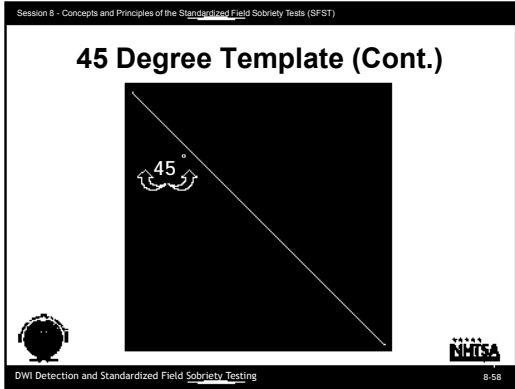 Session 8 - Concepts and Principles of the Standardized Field Sobriety Tests (SFST)
45 Degree Template (Cont.)
45°
NHTSA
DWI Detection and Standardized Field Sobriety Testing
8-58